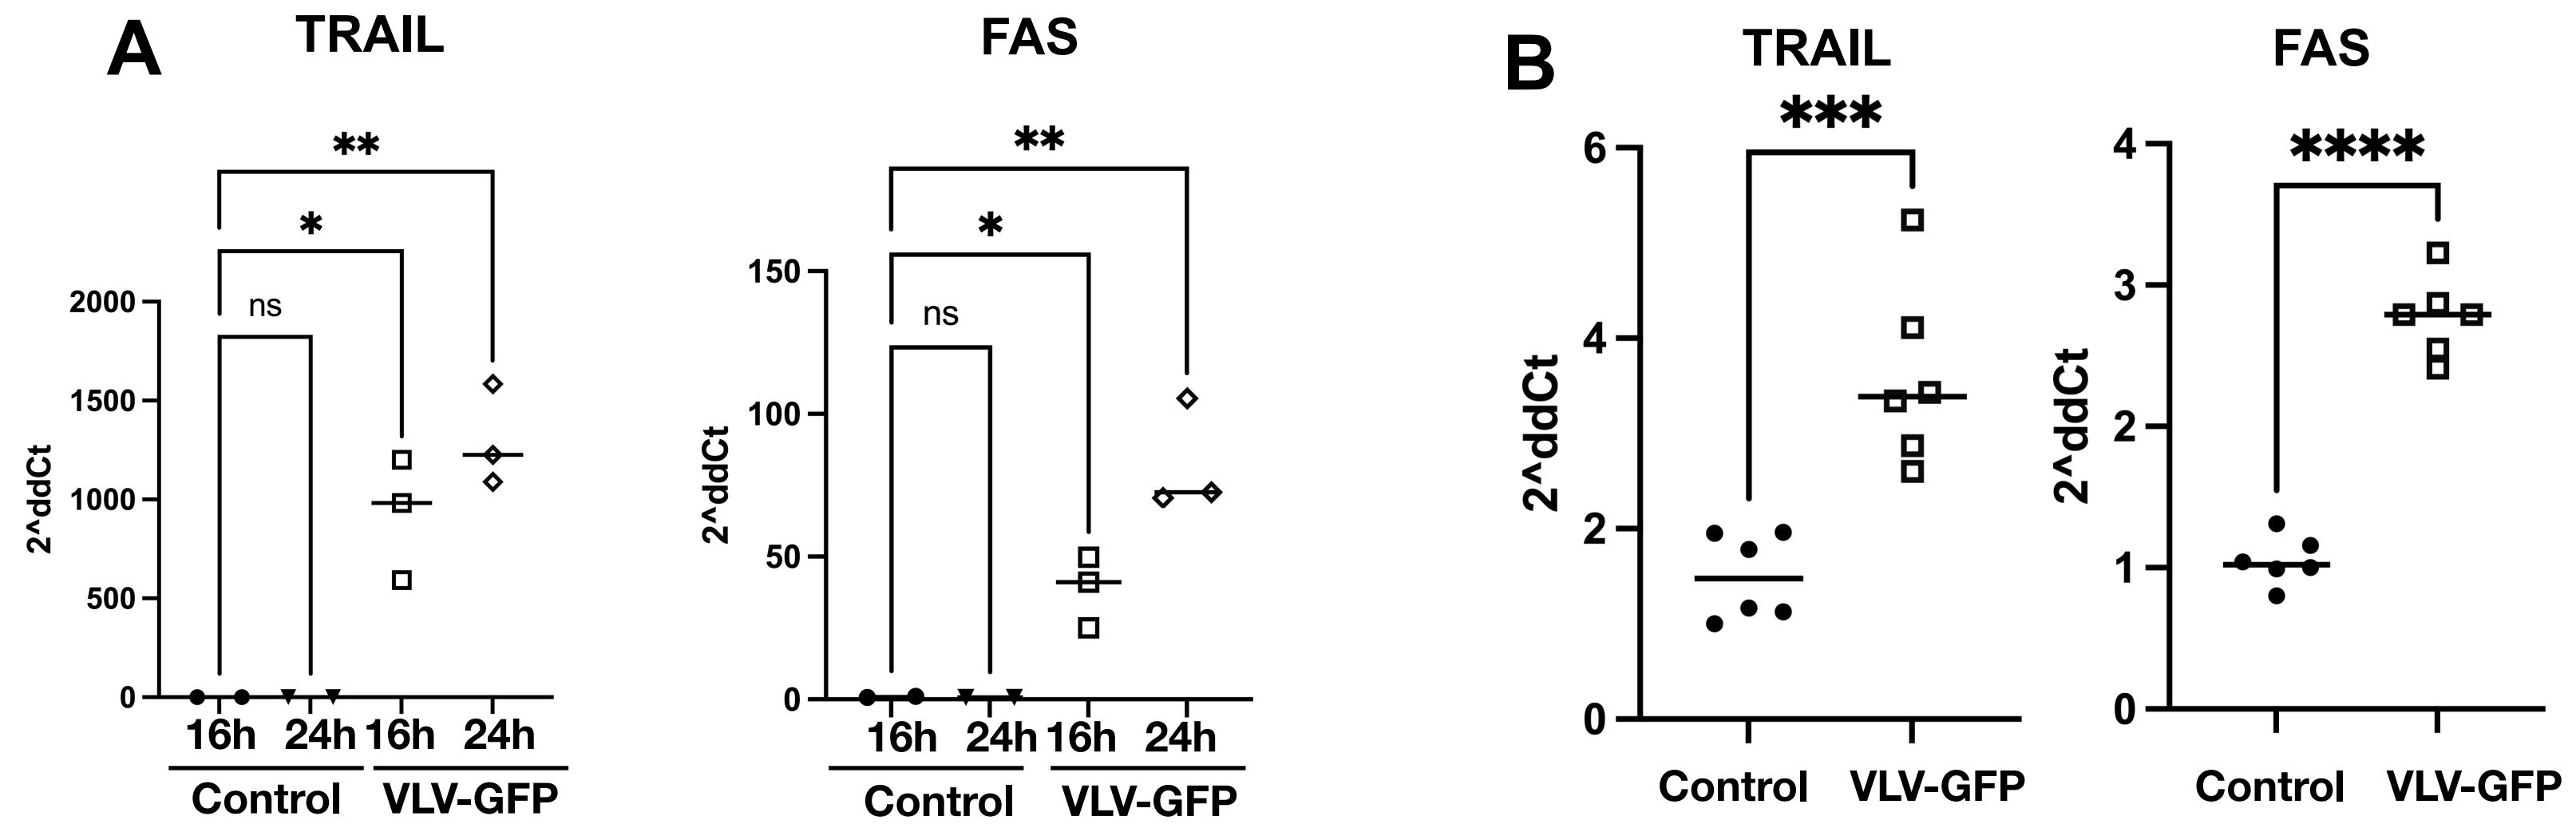 A
TRAIL
**
*
ns
2^ddCt
2000
1500
1000
500
0
16h 24h 16h 24h
Control VLV-GFP
FAS
**
*
ns
2^ddCt
150
100
50
0
16h 24h 16h 24h
Control VLV-GFP
B
TRAIL
***
2^ddCt
6
4
2
0
Control VLV-GFP
FAS
****
2^ddCt
4
3
2
1
0
Control VLV-GFP